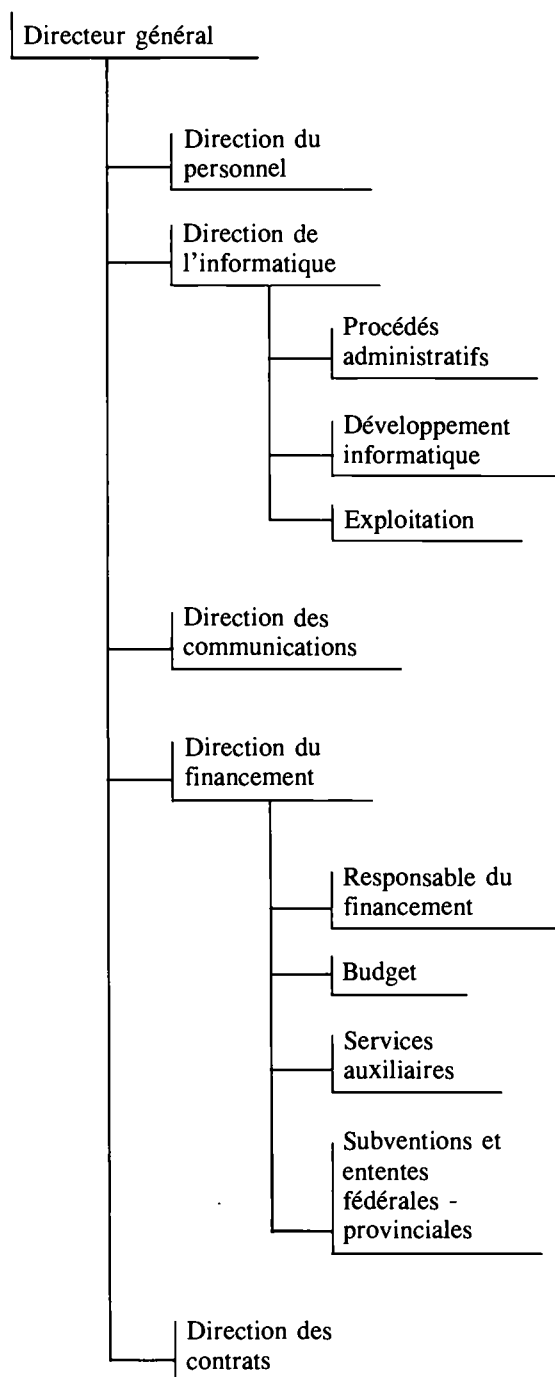 Directeur général
Direction du
personnel
Direction de
l'informatique
Procédés
administratifs
Développement
informatique
Exploitation
Direction des
communications
Direction du
financement
Responsable du
financement
Budget
Services
auxiliaires
Subventions et
ententes
fédérales -
provinciales
Direction des
contrats